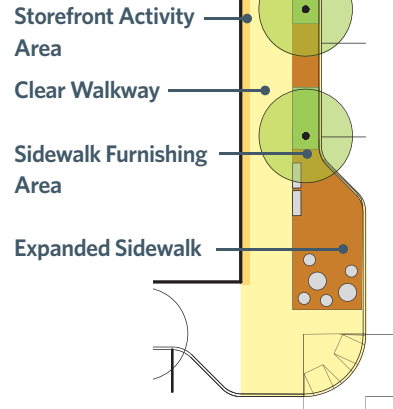 Storefront Activity
Area
Clear Walkway
Sidewalk Furnishing
Area
Expanded Sidewalk